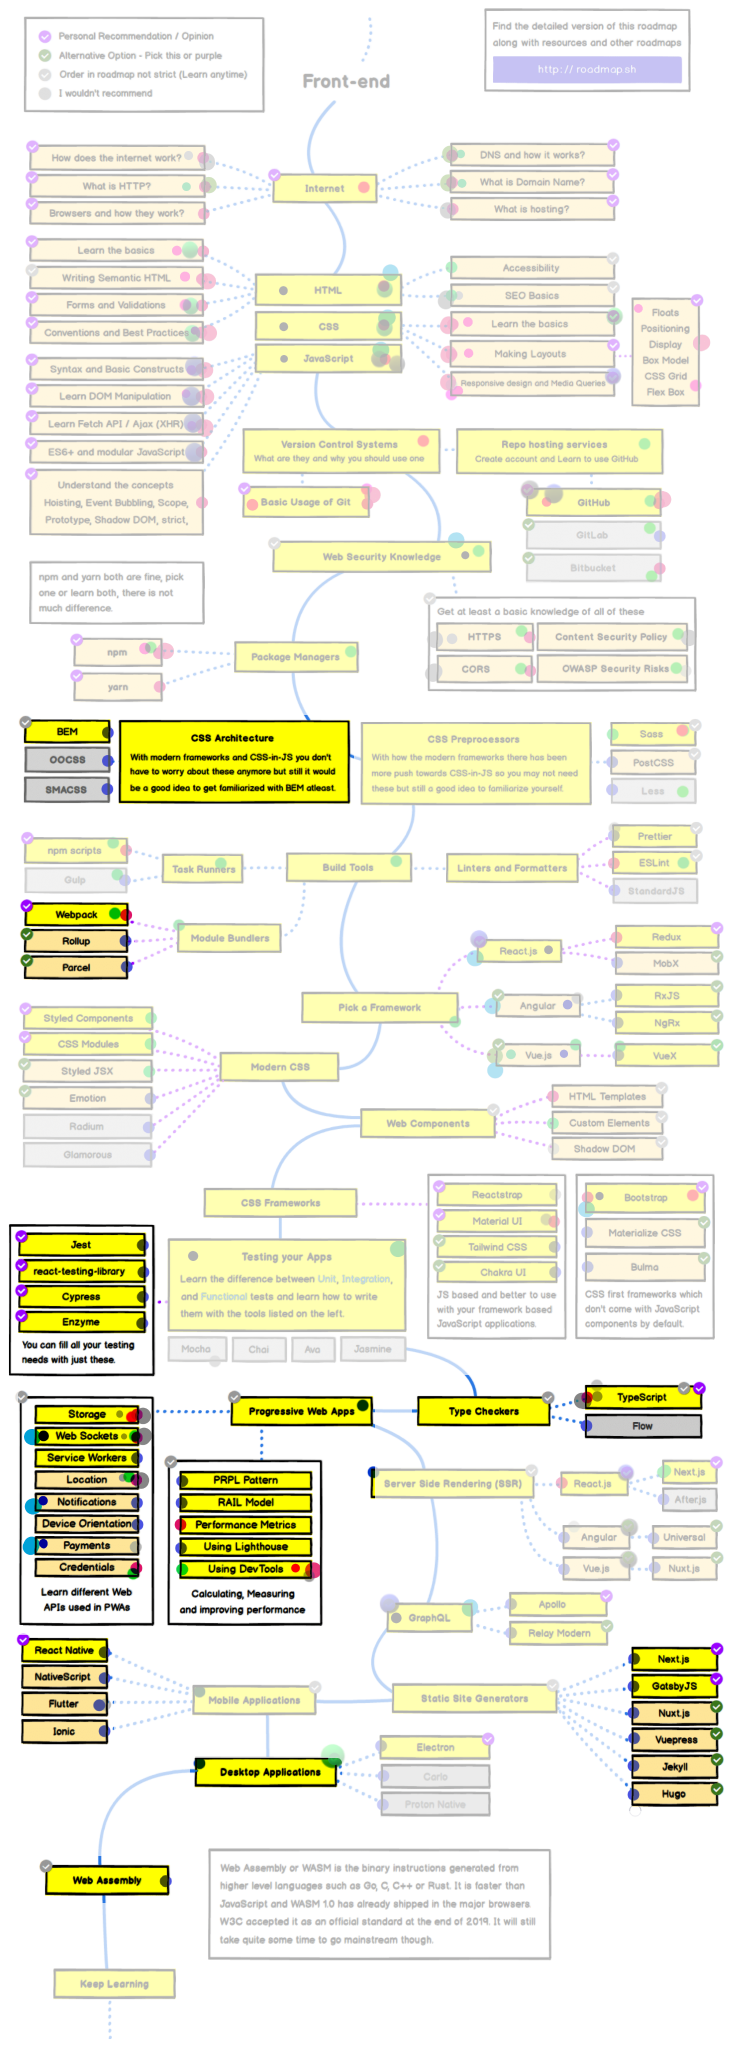 Personal Recommendation / Opinion
Alternative Option - Pick this or purple
Order in roadmap not strict (Learn anytime)
I wouldn't recommend
Find the detailed version of this roadmap
along with resources and other roadmaps
http://roadmap.sh
Front-end
How does the internet work?
What is HTTP?
Browsers and how they work?
Internet
DNS and how it works?
What is Domain Name?
What is hosting?
Learn the basics
Writing Semantic HTML
Forms and Validations
Conventions and Best Practices
HTML
CSS
JavaScript
Accessibility
SEO Basics
Learn the basics
Making Layouts
Responsive design and Media Queries
Floats
Positioning
Display
Box Model
CSS Grid
Flex Box
Syntax and Basic Constructs
Learn DOM Manipulation
Learn Fetch API / Ajax (XHR)
ES6+ and modular JavaScript
Understand the concepts
Hoisting, Event Bubbling, Scope,
Prototype, Shadow DOM, strict,
Version Control Systems
What are they and why you should use one
Repo hosting services
Create account and Learn to use GitHub
Basic Usage of Git
GitHub
GitLab
Bitbucket
Web Security Knowledge
npm and yarn both are fine, pick
one or learn both, there is not
much difference.
Get at least a basic knowledge of all of these
HTTPS
Content Security Policy
CORS
OWASP Security Risks
npm
yarn
Package Managers
BEM
OOCSS
SMACSS
CSS Architecture
With modern frameworks and CSS-in-JS you don't
have to worry about these anymore but still it would
be a good idea to get familiarized with BEM atleast.
CSS Preprocessors
With how the modern frameworks there has been
more push towards CSS-in-JS so you may not need
these but still a good idea to familiarize yourself.
Sass
PostCSS
Less
npm scripts
Gulp
Task Runners
Build Tools
Linters and Formatters
Prettier
ESLint
StandardJS
Webpack
Rollup
Parcel
Module Bundlers
React.js
Redux
MobX
Pick a Framework
Angular
RxJS
NgRx
Vue.js
VueX
Styled Components
CSS Modules
Styled JSX
Emotion
Radium
Glamorous
Modern CSS
Web Components
HTML Templates
Custom Elements
Shadow DOM
CSS Frameworks
Reactstrap
Material UI
Tailwind CSS
Chakra UI
JS based and better to use
with your framework based
JavaScript applications.
Bootstrap
Materialize CSS
Bulma
CSS first frameworks which
don't come with JavaScript
components by default.
Jest
react-testing-library
Cypress
Enzyme
You can fill all your testing
needs with just these.
Testing your Apps
Learn the difference between Unit, Integration,
and Functional tests and learn how to write
them with the tools listed on the left.
Mocha
Chai
Ava
Jasmine
Storage
Web Sockets
Service Workers
Location
Notifications
Device Orientation
Payments
Credentials
Learn different Web
APIs used in PWAs
Progressive Web Apps
Type Checkers
TypeScript
Flow
PRPL Pattern
RAIL Model
Performance Metrics
Using Lighthouse
Using DevTools
Calculating, Measuring
and improving performance
Server Side Rendering (SSR)
React.js
Next.js
After.js
Angular
Universal
Vue.js
Nuxt.js
GraphQL
Apollo
Relay Modern
React Native
NativeScript
Flutter
Ionic
Mobile Applications
Static Site Generators
Next.js
GatsbyJS
Nuxt.js
Vuepress
Jekyll
Hugo
Desktop Applications
Electron
Carlo
Proton Native
Web Assembly
Web Assembly or WASM is the binary instructions generated from
higher level languages such as Go, C, C++ or Rust. It is faster than
JavaScript and WASM 1.0 has already shipped in the major browsers
W3C accepted it as an official standard at the end of 2019. It will still
take quite some time to go mainstream though.
Keep Learning